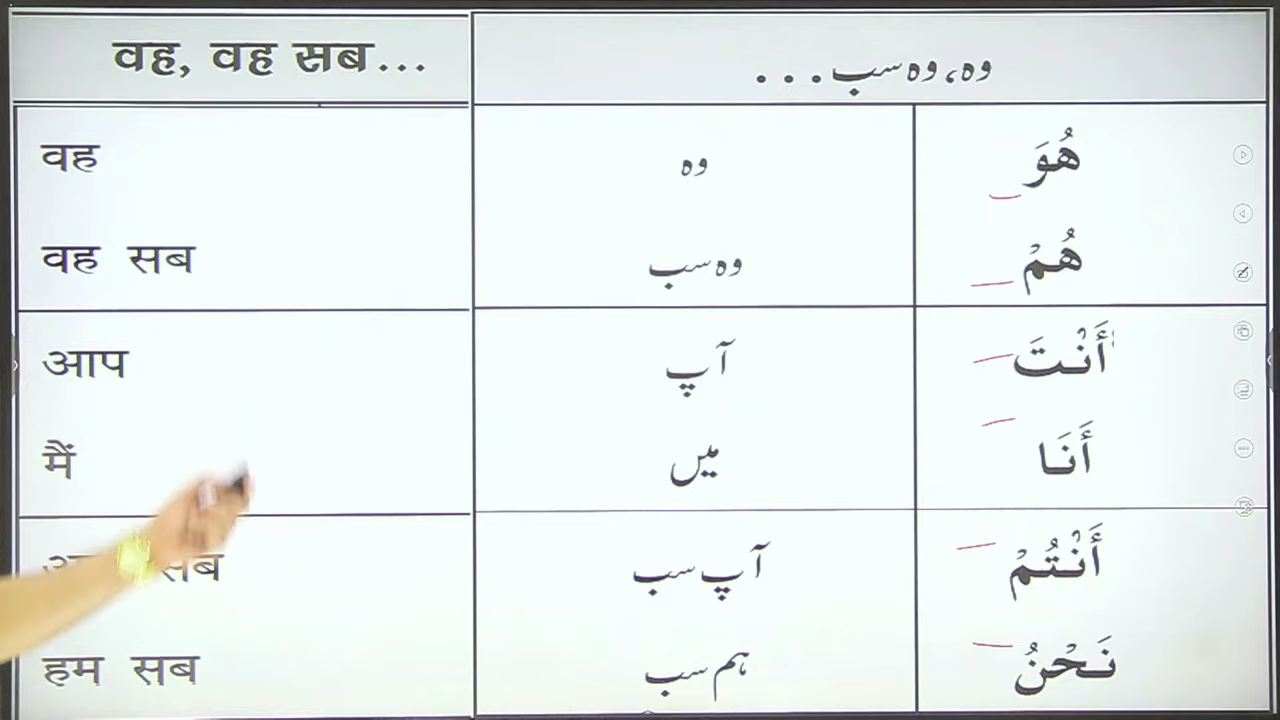 वह, वह सब...
وہ، وہ سب . . .
वह
وہ
هُوَ
वह सब
وہ سب
هُمْ
आप
آپ
أَنْتَ
मैं
میں
أَنَا
सब
آپ سب
أَنْتُمْ
हम सब
ہم سب
نَحْنُ